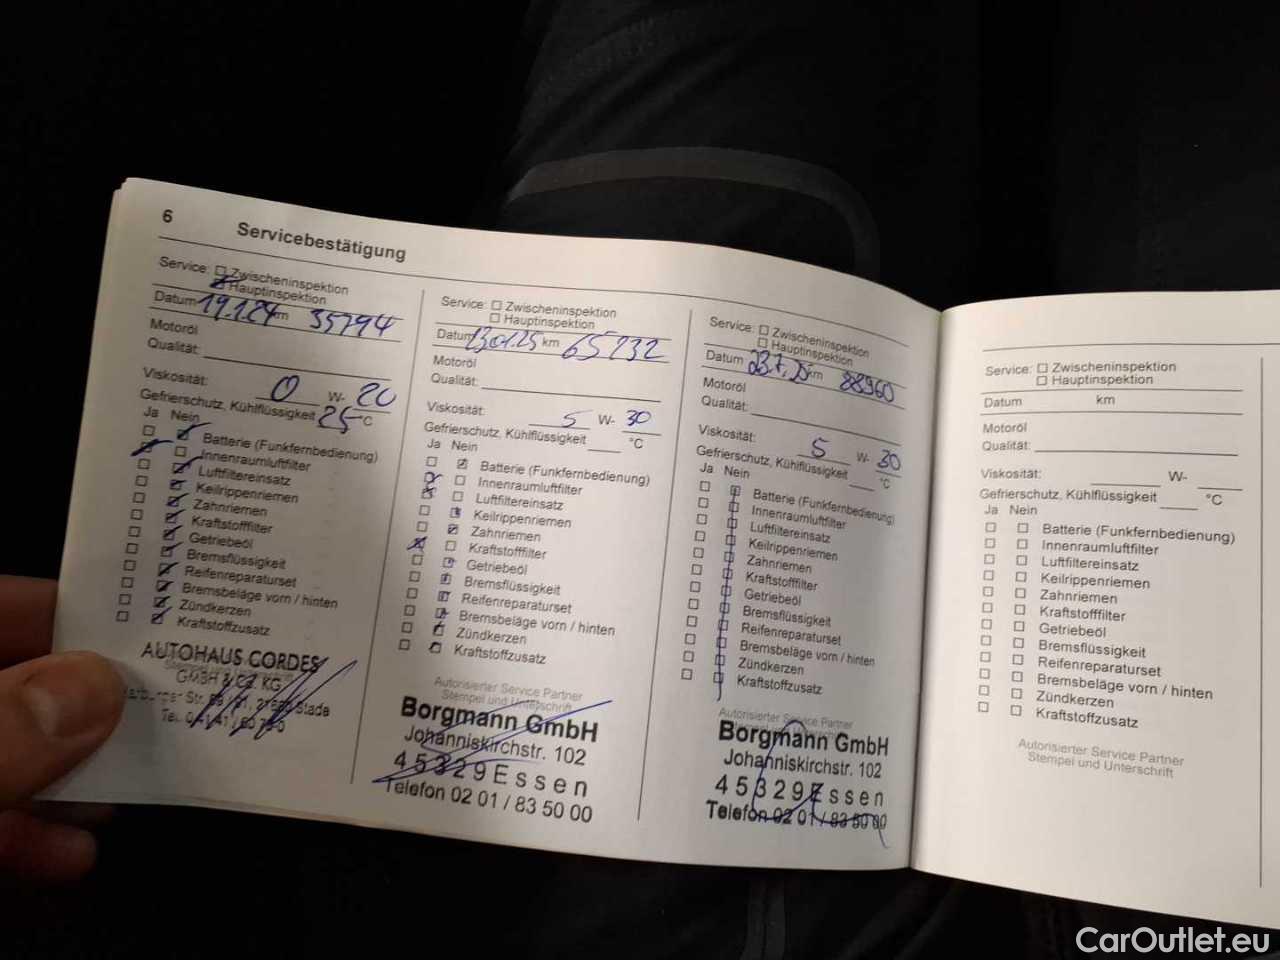 6 Servicebestätigung
Service: Zwischeninspektion
Hauptinspektion
Datum 19.1.24 km 35794
Motoröl
Qualität:
Viskosität: 0 W- 20
Gefrierschutz, Kühlflüssigkeit 25 °C
Ja Nein
Batterie (Funkfernbedienung)
Innenraumluftfilter
Luftfiltereinsatz
Keilrippenriemen
Zahnriemen
Kraftstofffilter
Getriebeöl
Bremsflüssigkeit
Reifenreparaturset
Bremsbeläge vorn / hinten
Zündkerzen
Kraftstoffzusatz
AUTOHAUS CORDES
GMBH & Co. KG
Stade
Service: Zwischeninspektion
Hauptinspektion
Datum 13.01.25 km 65232
Motoröl
Qualität:
Viskosität: 5 W- 30
Gefrierschutz, Kühlflüssigkeit °C
Ja Nein
Batterie (Funkfernbedienung)
Innenraumluftfilter
Luftfiltereinsatz
Keilrippenriemen
Zahnriemen
Kraftstofffilter
Getriebeöl
Bremsflüssigkeit
Reifenreparaturset
Bremsbeläge vorn / hinten
Zündkerzen
Kraftstoffzusatz
Autorisierter Service Partner
Stempel und Unterschrift
Borgmann GmbH
Johanniskirchstr. 102
45329 Essen
Telefon 02 01 / 83 50 00
Service: Zwischeninspektion
Hauptinspektion
Datum 23.7.25 km 88960
Motoröl
Qualität:
Viskosität: 5 W- 30
Gefrierschutz, Kühlflüssigkeit °C
Ja Nein
Batterie (Funkfernbedienung)
Innenraumluftfilter
Luftfiltereinsatz
Keilrippenriemen
Zahnriemen
Kraftstofffilter
Getriebeöl
Bremsflüssigkeit
Reifenreparaturset
Bremsbeläge vorn / hinten
Zündkerzen
Kraftstoffzusatz
Autorisierter Service Partner
Stempel und Unterschrift
Borgmann GmbH
Johanniskirchstr. 102
45329 Essen
Telefon 02 01 / 83 50 00
Service: Zwischeninspektion
Hauptinspektion
Datum km
Motoröl
Qualität:
Viskosität: W-
Gefrierschutz, Kühlflüssigkeit °C
Ja Nein
Batterie (Funkfernbedienung)
Innenraumluftfilter
Luftfiltereinsatz
Keilrippenriemen
Zahnriemen
Kraftstofffilter
Getriebeöl
Bremsflüssigkeit
Reifenreparaturset
Bremsbeläge vorn / hinten
Zündkerzen
Kraftstoffzusatz
Autorisierter Service Partner
Stempel und Unterschrift
CarOutlet.eu